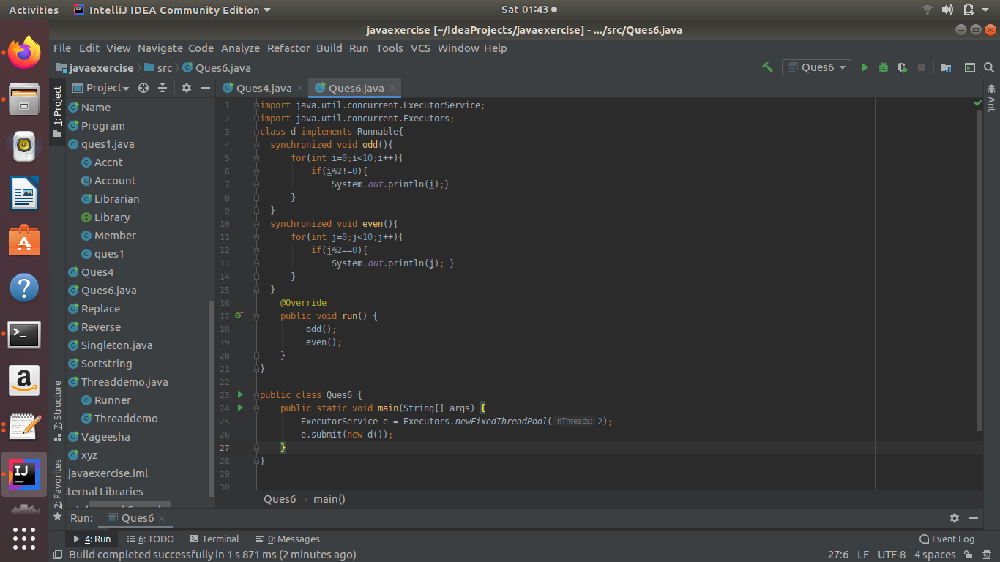 Activities IntelliJ IDEA Community Edition Sat 01:43
javaexercise [~/IdeaProjects/javaexercise] - .../src/Ques6.java
File Edit View Navigate Code Analyze Refactor Build Run Tools VCS Window Help
javaexercise src Ques6.java Ques6
1: Project
7: Structure
2: Favorites
Project
Name
Program
ques1.java
Accnt
Account
Librarian
Library
Member
ques1
Ques4
Ques6.java
Replace
Reverse
Singleton.java
Sortstring
Threaddemo.java
Runner
Threaddemo
Vageesha
xyz
javaexercise.iml
ternal Libraries
Ques4.java Ques6.java
1 import java.util.concurrent.ExecutorService;
2 import java.util.concurrent.Executors;
3 class d implements Runnable{
4 synchronized void odd(){
5 for(int i=0;i<10;i++){
6 if(i%2!=0){
7 System.out.println(i);}
8 }
9 }
10 synchronized void even(){
11 for(int j=0;j<10;j++){
12 if(j%2==0){
13 System.out.println(j); }
14 }
15 }
16 @Override
17 public void run() {
18 odd();
19 even();
20 }
21 }
22
23 public class Ques6 {
24 public static void main(String[] args) {
25 ExecutorService e = Executors.newFixedThreadPool( nThreads: 2);
26 e.submit(new d());
27 }
28 }
29
30
Ant
Ques6 › main()
Run: Ques6
4: Run 6: TODO Terminal 0: Messages Event Log
Build completed successfully in 1 s 871 ms (2 minutes ago) 27:6 LF UTF-8 4 spaces